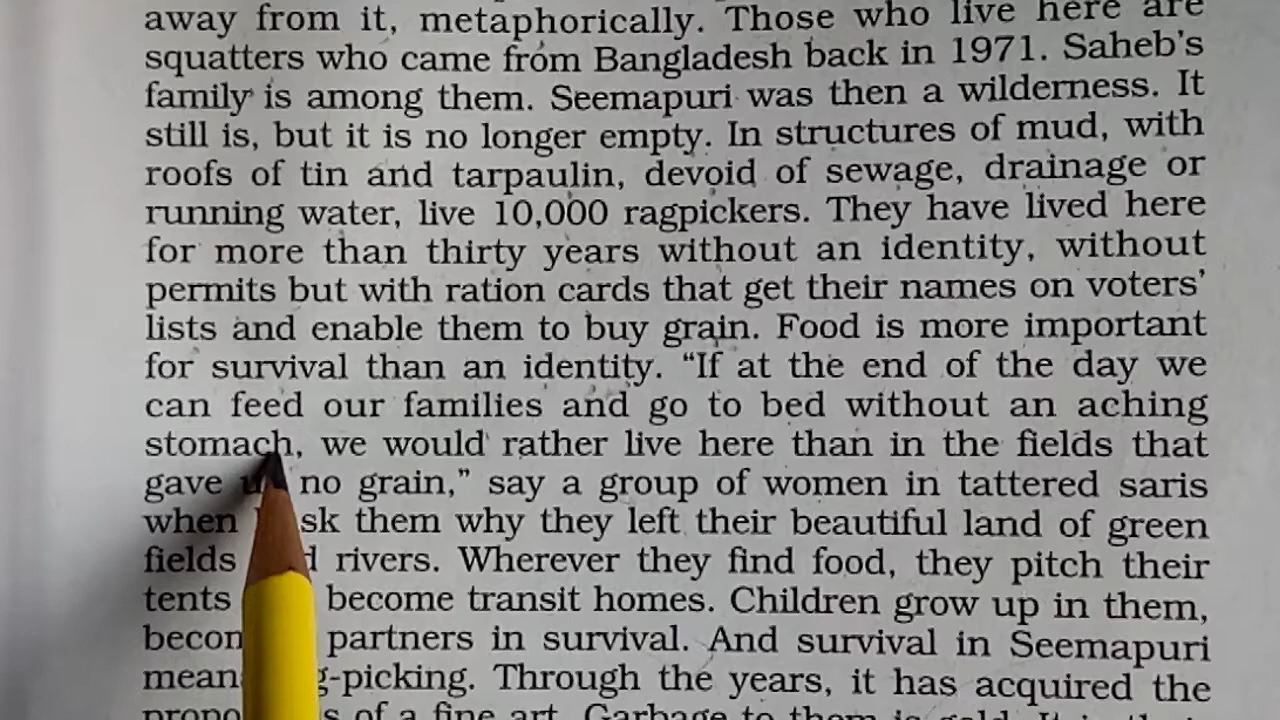 away from it, metaphorically. Those who live here are
squatters who came from Bangladesh back in 1971. Saheb's
family is among them. Seemapuri was then a wilderness. It
still is, but it is no longer empty. In structures of mud, with
roofs of tin and tarpaulin, devoid of sewage, drainage or
running water, live 10,000 ragpickers. They have lived here
for more than thirty years without an identity, without
permits but with ration cards that get their names on voters'
lists and enable them to buy grain. Food is more important
for survival than an identity. “If at the end of the day we
can feed our families and go to bed without an aching
stomach, we would rather live here than in the fields that
gave no grain,” say a group of women in tattered saris
when them why they left their beautiful land of green
fields rivers. Wherever they find food, they pitch their
tents become transit homes. Children grow up in them,
partners in survival. And survival in Seemapuri
-picking. Through the years, it has acquired the
of a fine art. Garbage to them is gold.